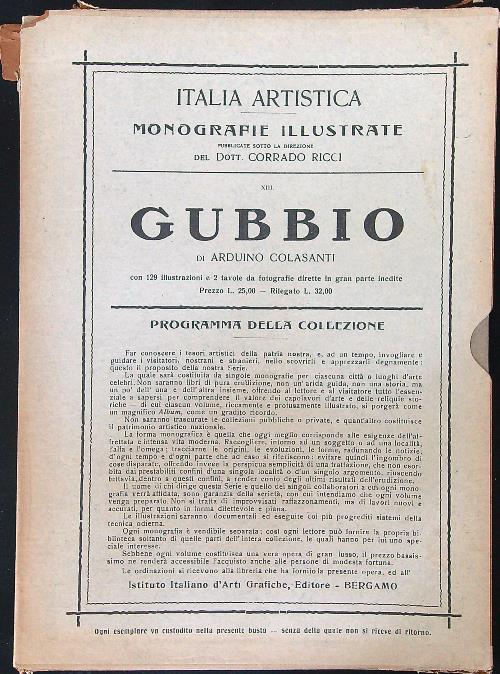 ITALIA ARTISTICA
MONOGRAFIE ILLUSTRATE
PUBBLICATE SOTTO LA DIREZIONE
DEL DOTT. CORRADO RICCI
XIII.
GUBBIO
DI ARDUINO COLASANTI
con 129 illustrazioni e 2 tavole da fotografie dirette in gran parte inedite
Prezzo L. 25,00 — Rilegato L. 32,00
PROGRAMMA DELLA COLLEZIONE
Far conoscere i tesori artistici della patria nostra, e, ad un tempo, invogliare e
guidare i visitatori, nostrani e stranieri, nello scovrirli e apprezzarli degnamente:
questo il proposito della nostra Serie.
La quale sarà costituita da singole monografie per ciascuna città o luoghi d'arte
celebri. Non saranno libri di pura erudizione, non un'arida guida, non una storia, ma
un po' dell'una e dell'altra insieme, offrendo al lettore e al visitatore tutto l'essen-
ziale a sapersi per comprendere il valore dei capolavori d'arte e delle reliquie sto-
riche — di cui ciascun volume, riccamente e profusamente illustrato, si porgerà come
un magnifico Album, come un gradito ricordo.
Non saranno trascurate le collezioni pubbliche o private, e quant'altro costituisce
il patrimonio artistico nazionale.
La forma monografica è quella che oggi meglio corrisponde alle esigenze dell'af-
frettata e intensa vita moderna. Raccogliere, intorno ad un soggetto o ad una località,
l'alfa e l'omega; tracciarne le origini, le evoluzioni, le forme, radunando le notizie,
d'ogni tempo e d'ogni parte che ad esso si riferiscono; evitare quindi l'ingombro di
cose disparate, offrendo invece la perspicua semplicità di una trattazione, che non esor-
bita dai prestabiliti confini d'una singola località o d'un singolo argomento, riuscendo
tuttavia, dentro a questi confini, a render conto degli ultimi risultati dell'erudizione.
Il nome di chi dirige questa Serie e quello dei singoli collaboratori a cui ogni mono-
grafia verrà affidata, sono garanzia della serietà, con cui intendiamo che ogni volume
venga preparato. Non si tratta di improvvisati raffazzonamenti, ma di lavori nuovi e
accurati, per quanto in forma dilettevole e piana.
Le illustrazioni saranno documentali ed eseguite coi più progrediti sistemi della
tecnica odierna.
Ogni monografia è vendibile separata; così ogni lettore può fornire la propria bi-
blioteca soltanto di quelle parti dell'intera collezione, le quali hanno per lui uno spe-
ciale interesse.
Sebbene ogni volume costituisca una vera opera di gran lusso, il prezzo bassis-
simo ne renderà accessibile l'acquisto anche alle persone di modesta fortuna.
Le ordinazioni si ricevono alla libreria che ha fornito la presente opera, ed all'
Istituto Italiano d'Arti Grafiche, Editore - BERGAMO
Ogni esemplare va custodito nella presente busta — senza della quale non si riceve di ritorno.